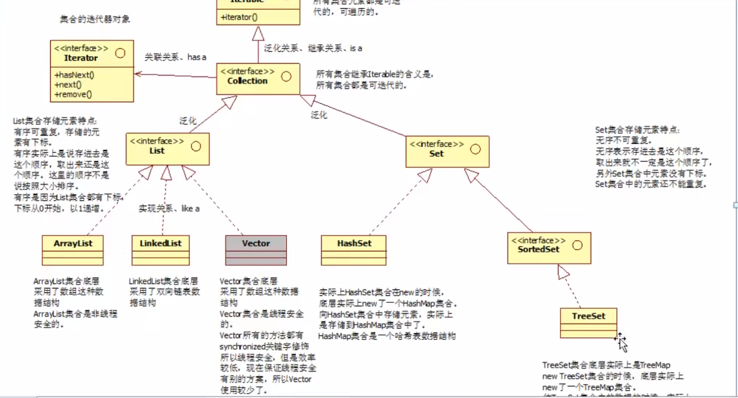 <<interface>>
Iterable
+iterator()
所有集合元素都是可迭
代的，可遍历的。
集合的迭代器对象
<<interface>>
Iterator
+hasNext()
+next()
+remove()
关联关系、has a
泛化关系、继承关系、is a
<<interface>>
Collection
所有集合继承Iterable的含义是，
所有集合都是可迭代的。
泛化
泛化
List集合存储元素特点：
有序可重复，存储的元
素有下标。
有序实际上是说存进去是
这个顺序，取出来还是这
个顺序。这里的顺序不是
说按照大小排序。
有序是因为List集合都有下标，
下标从0开始，以1递增。
<<interface>>
List
<<interface>>
Set
Set集合存储元素特点：
无序不可重复。
无序表示存进去是这个顺序，
取出来就不一定是这个顺序了，
另外Set集合中元素没有下标。
Set集合中的元素还不能重复。
实现关系、like a
ArrayList
LinkedList
Vector
HashSet
<<interface>>
SortedSet
ArrayList集合底层
采用了数组这种数
据结构
ArrayList集合是非线程
安全的。
LinkedList集合底层
采用了双向链表数
据结构
Vector集合底层
采用了数组这种数据
结构
Vector集合是线程安全
的。
Vector所有的方法都有
synchronized关键字修饰
所以线程安全，但是效率
较低，现在保证线程安全
有别的方案，所以Vector
使用较少了。
实际上HashSet集合在new的时候，
底层实际上new了一个HashMap集合。
向HashSet集合中存储元素，实际上
是存储到HashMap集合中了。
HashMap集合是一个哈希表数据结构
TreeSet
TreeSet集合底层实际上是TreeMap
new TreeSet集合的时候，底层实际上
new了一个TreeMap集合。